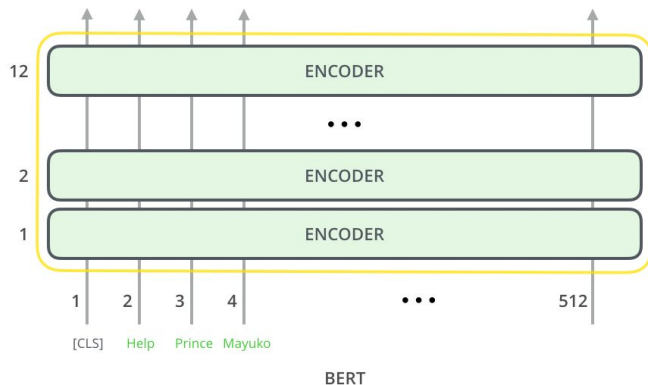 12 ENCODER
...
2 ENCODER
1 ENCODER
1 2 3 4 ... 512
[CLS] Help Prince Mayuko
BERT